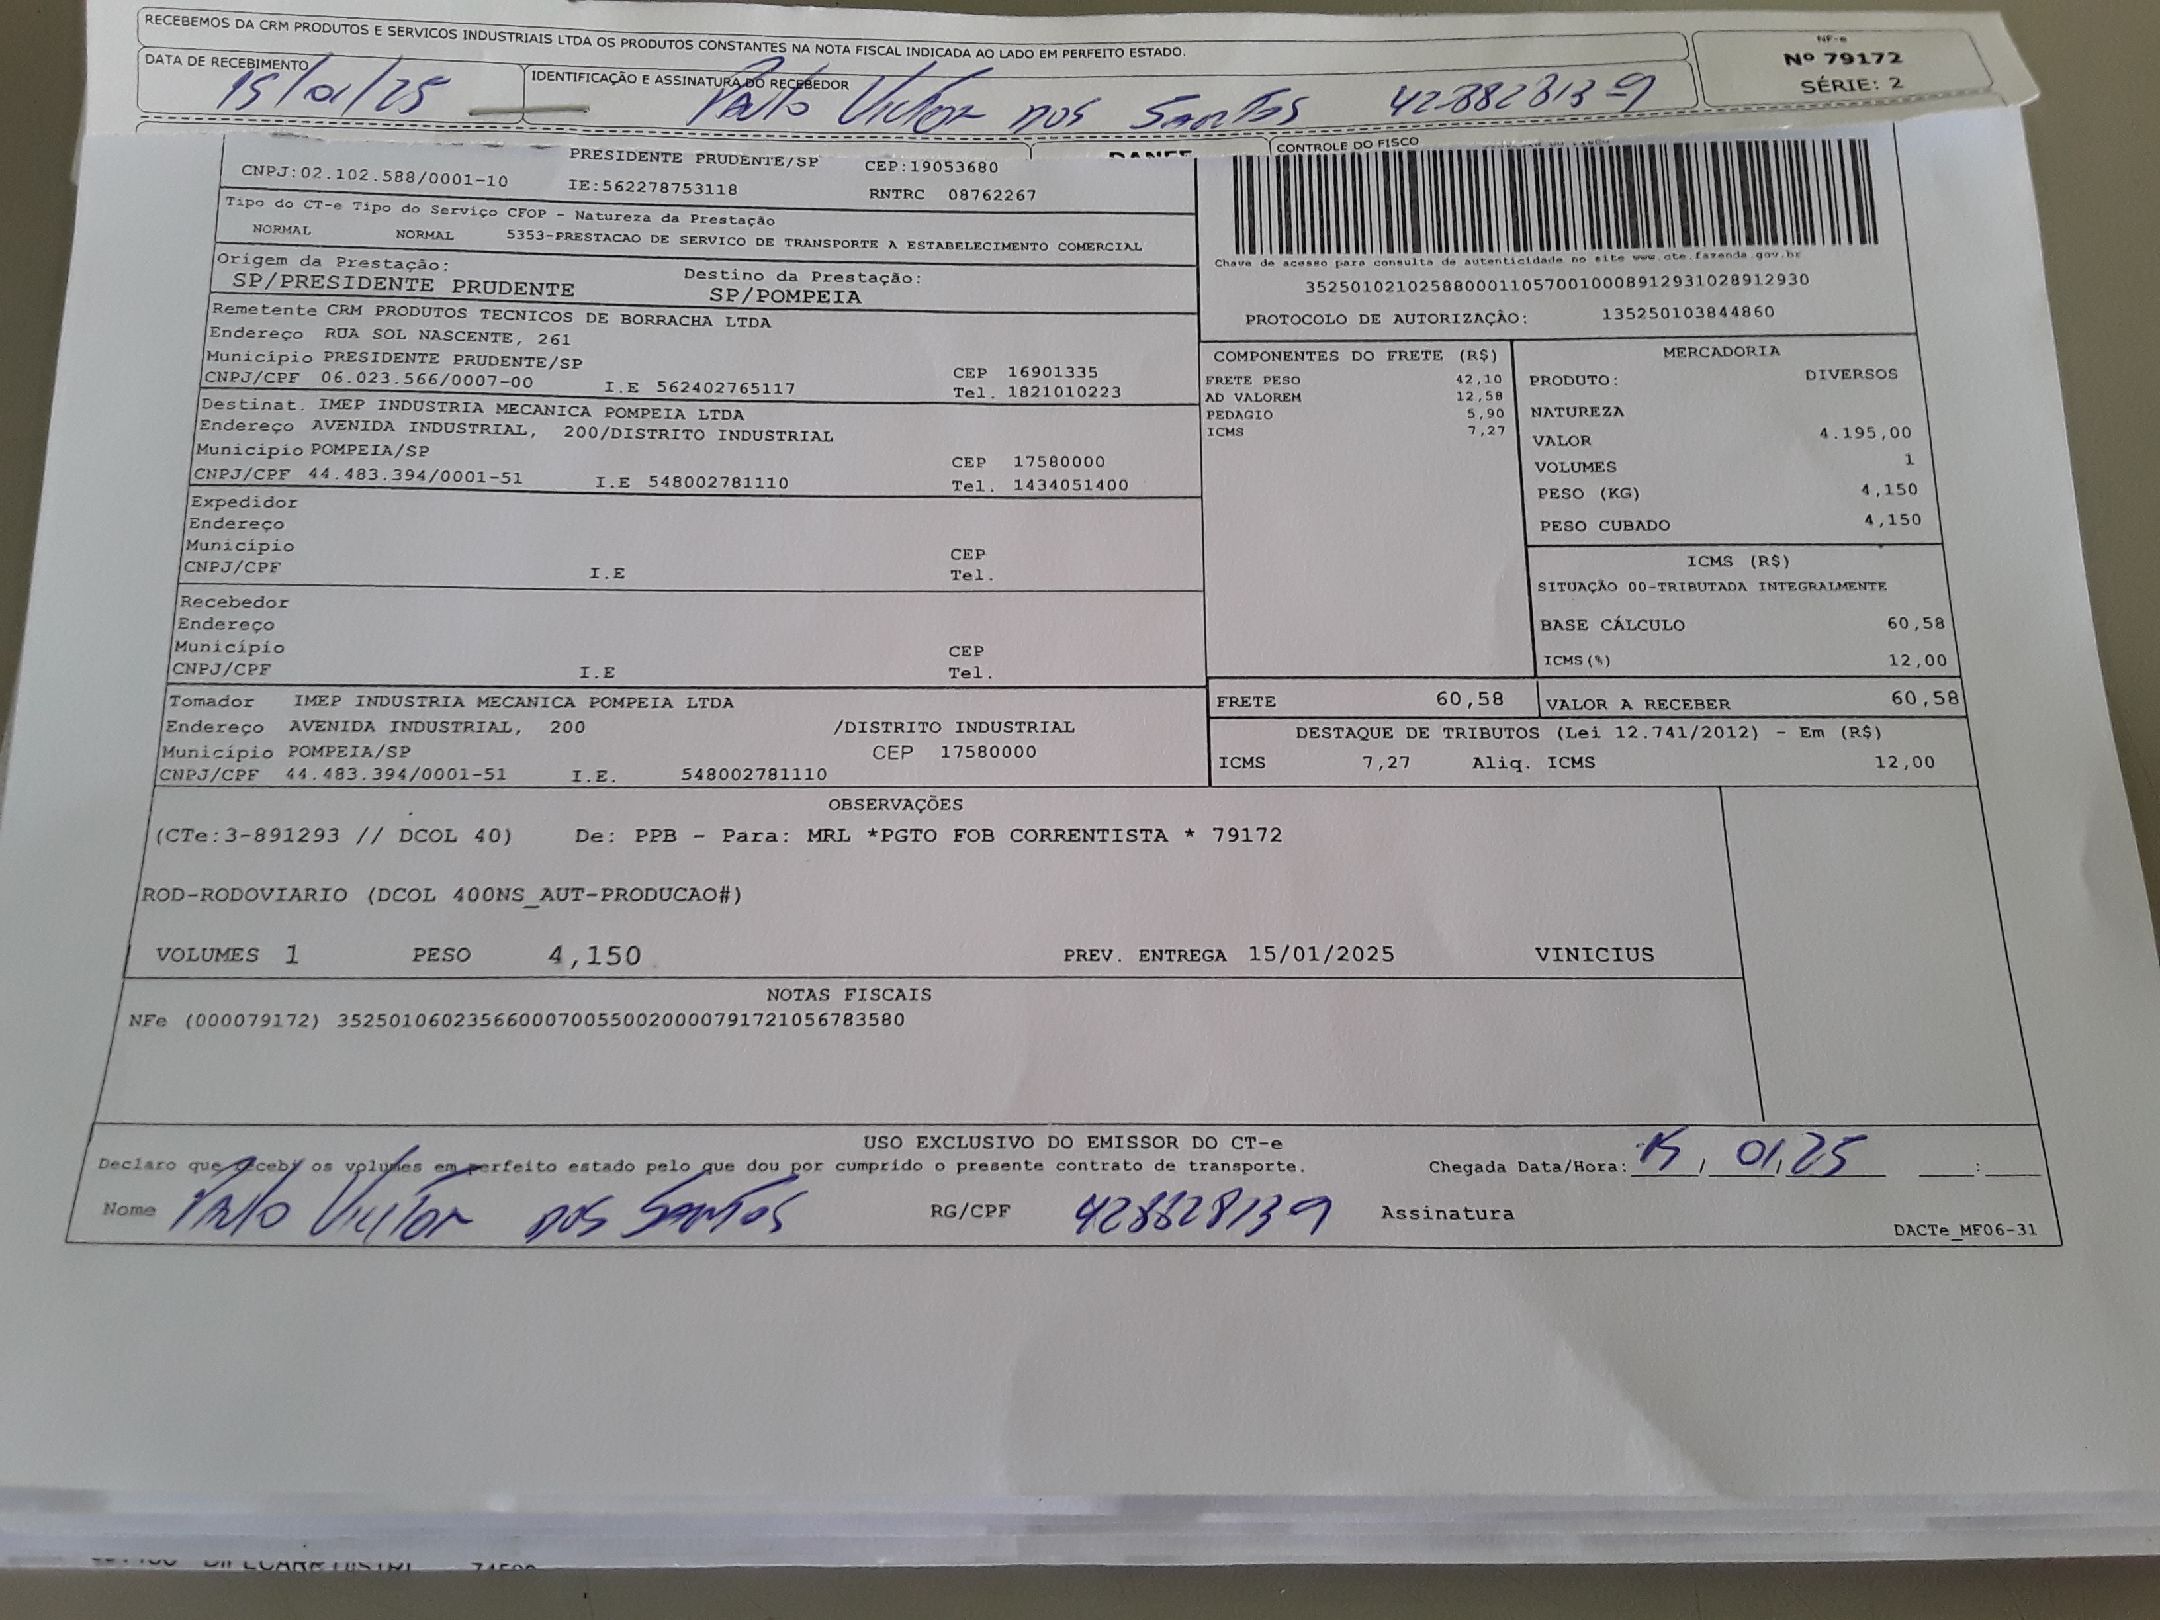 RECEBEMOS DA CRM PRODUTOS E SERVICOS INDUSTRIAIS LTDA OS PRODUTOS CONSTANTES NA NOTA FISCAL INDICADA AO LADO EM PERFEITO ESTADO.
NF-e
Nº 79172
SÉRIE: 2
DATA DE RECEBIMENTO
15/01/25
IDENTIFICAÇÃO E ASSINATURA DO RECEBEDOR
Paulo Victor dos Santos 428828139
DANFE
CONTROLE DO FISCO
PRESIDENTE PRUDENTE/SP CEP:19053680
CNPJ:02.102.588/0001-10 IE:562278753118 RNTRC 08762267
Tipo do CT-e Tipo do Serviço CFOP - Natureza da Prestação
NORMAL NORMAL 5353-PRESTACAO DE SERVICO DE TRANSPORTE A ESTABELECIMENTO COMERCIAL
Origem da Prestação: Destino da Prestação:
SP/PRESIDENTE PRUDENTE SP/POMPEIA
Chave de acesso para consulta de autenticidade no site www.cte.fazenda.gov.br
35250102102588000110570010008912931028912930
PROTOCOLO DE AUTORIZAÇÃO: 135250103844860
Remetente CRM PRODUTOS TECNICOS DE BORRACHA LTDA
Endereço RUA SOL NASCENTE, 261
Município PRESIDENTE PRUDENTE/SP CEP 16901335
CNPJ/CPF 06.023.566/0007-00 I.E 562402765117 Tel. 1821010223
Destinat. IMEP INDUSTRIA MECANICA POMPEIA LTDA
Endereço AVENIDA INDUSTRIAL, 200/DISTRITO INDUSTRIAL
Município POMPEIA/SP CEP 17580000
CNPJ/CPF 44.483.394/0001-51 I.E 548002781110 Tel. 1434051400
Expedidor
Endereço
Município CEP
CNPJ/CPF I.E Tel.
Recebedor
Endereço
Município CEP
CNPJ/CPF I.E Tel.
Tomador IMEP INDUSTRIA MECANICA POMPEIA LTDA
Endereço AVENIDA INDUSTRIAL, 200 /DISTRITO INDUSTRIAL
Município POMPEIA/SP CEP 17580000
CNPJ/CPF 44.483.394/0001-51 I.E. 548002781110
COMPONENTES DO FRETE (R$)
FRETE PESO 42,10
AD VALOREM 12,58
PEDAGIO 5,90
ICMS 7,27
MERCADORIA
PRODUTO: DIVERSOS
NATUREZA
VALOR 4.195,00
VOLUMES 1
PESO (KG) 4,150
PESO CUBADO 4,150
ICMS (R$)
SITUAÇÃO 00-TRIBUTADA INTEGRALMENTE
BASE CÁLCULO 60,58
ICMS(%) 12,00
FRETE 60,58 VALOR A RECEBER 60,58
DESTAQUE DE TRIBUTOS (Lei 12.741/2012) - Em (R$)
ICMS 7,27 Aliq. ICMS 12,00
OBSERVAÇÕES
(CTe:3-891293 // DCOL 40) De: PPB - Para: MRL *PGTO FOB CORRENTISTA * 79172
ROD-RODOVIARIO (DCOL 400NS_AUT-PRODUCAO#)
VOLUMES 1 PESO 4,150 PREV. ENTREGA 15/01/2025 VINICIUS
NOTAS FISCAIS
NFe (000079172) 35250106023566000700550020000791721056783580
USO EXCLUSIVO DO EMISSOR DO CT-e
Declaro que recebi os volumes em perfeito estado pelo que dou por cumprido o presente contrato de transporte. Chegada Data/Hora: 15/01/25 :
Nome Paulo Victor dos Santos RG/CPF 428828139 Assinatura
DACTe_MF06-31